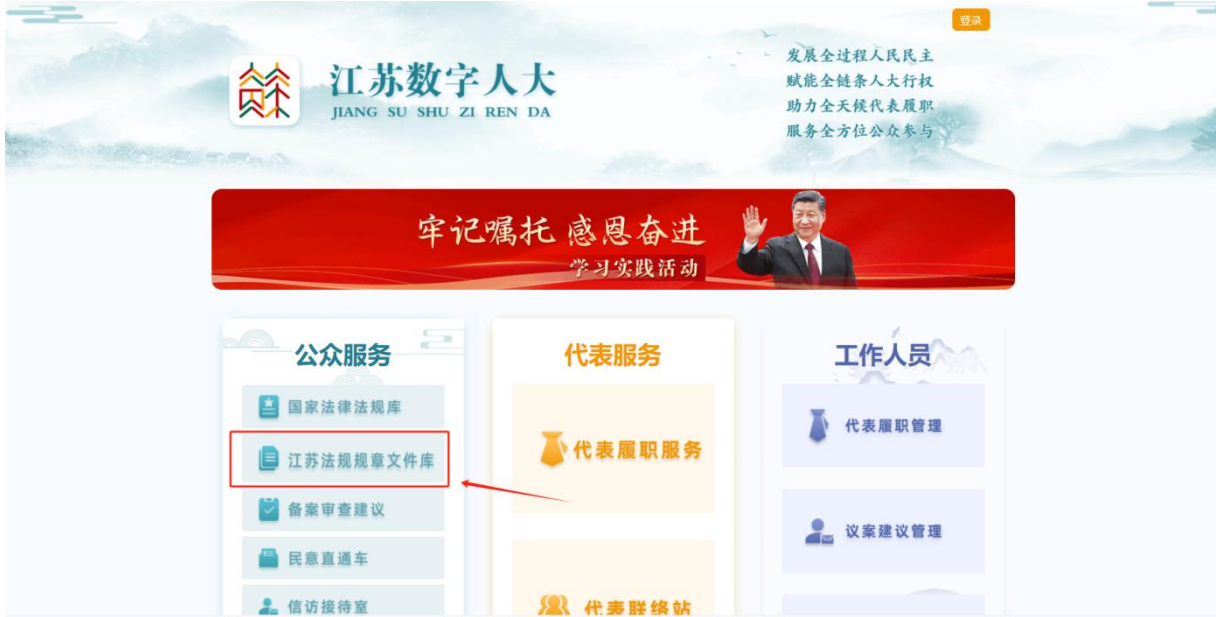 登录
江苏数字人大
JIANG SU SHU ZI REN DA
发展全过程人民民主
赋能全链条人大行权
助力全天候代表履职
服务全方位公众参与
牢记嘱托 感恩奋进
学习实践活动
公众服务
国家法律法规库
江苏法规规章文件库
备案审查建议
民意直通车
信访接待室
代表服务
代表履职服务
代表联络站
工作人员
代表履职管理
议案建议管理